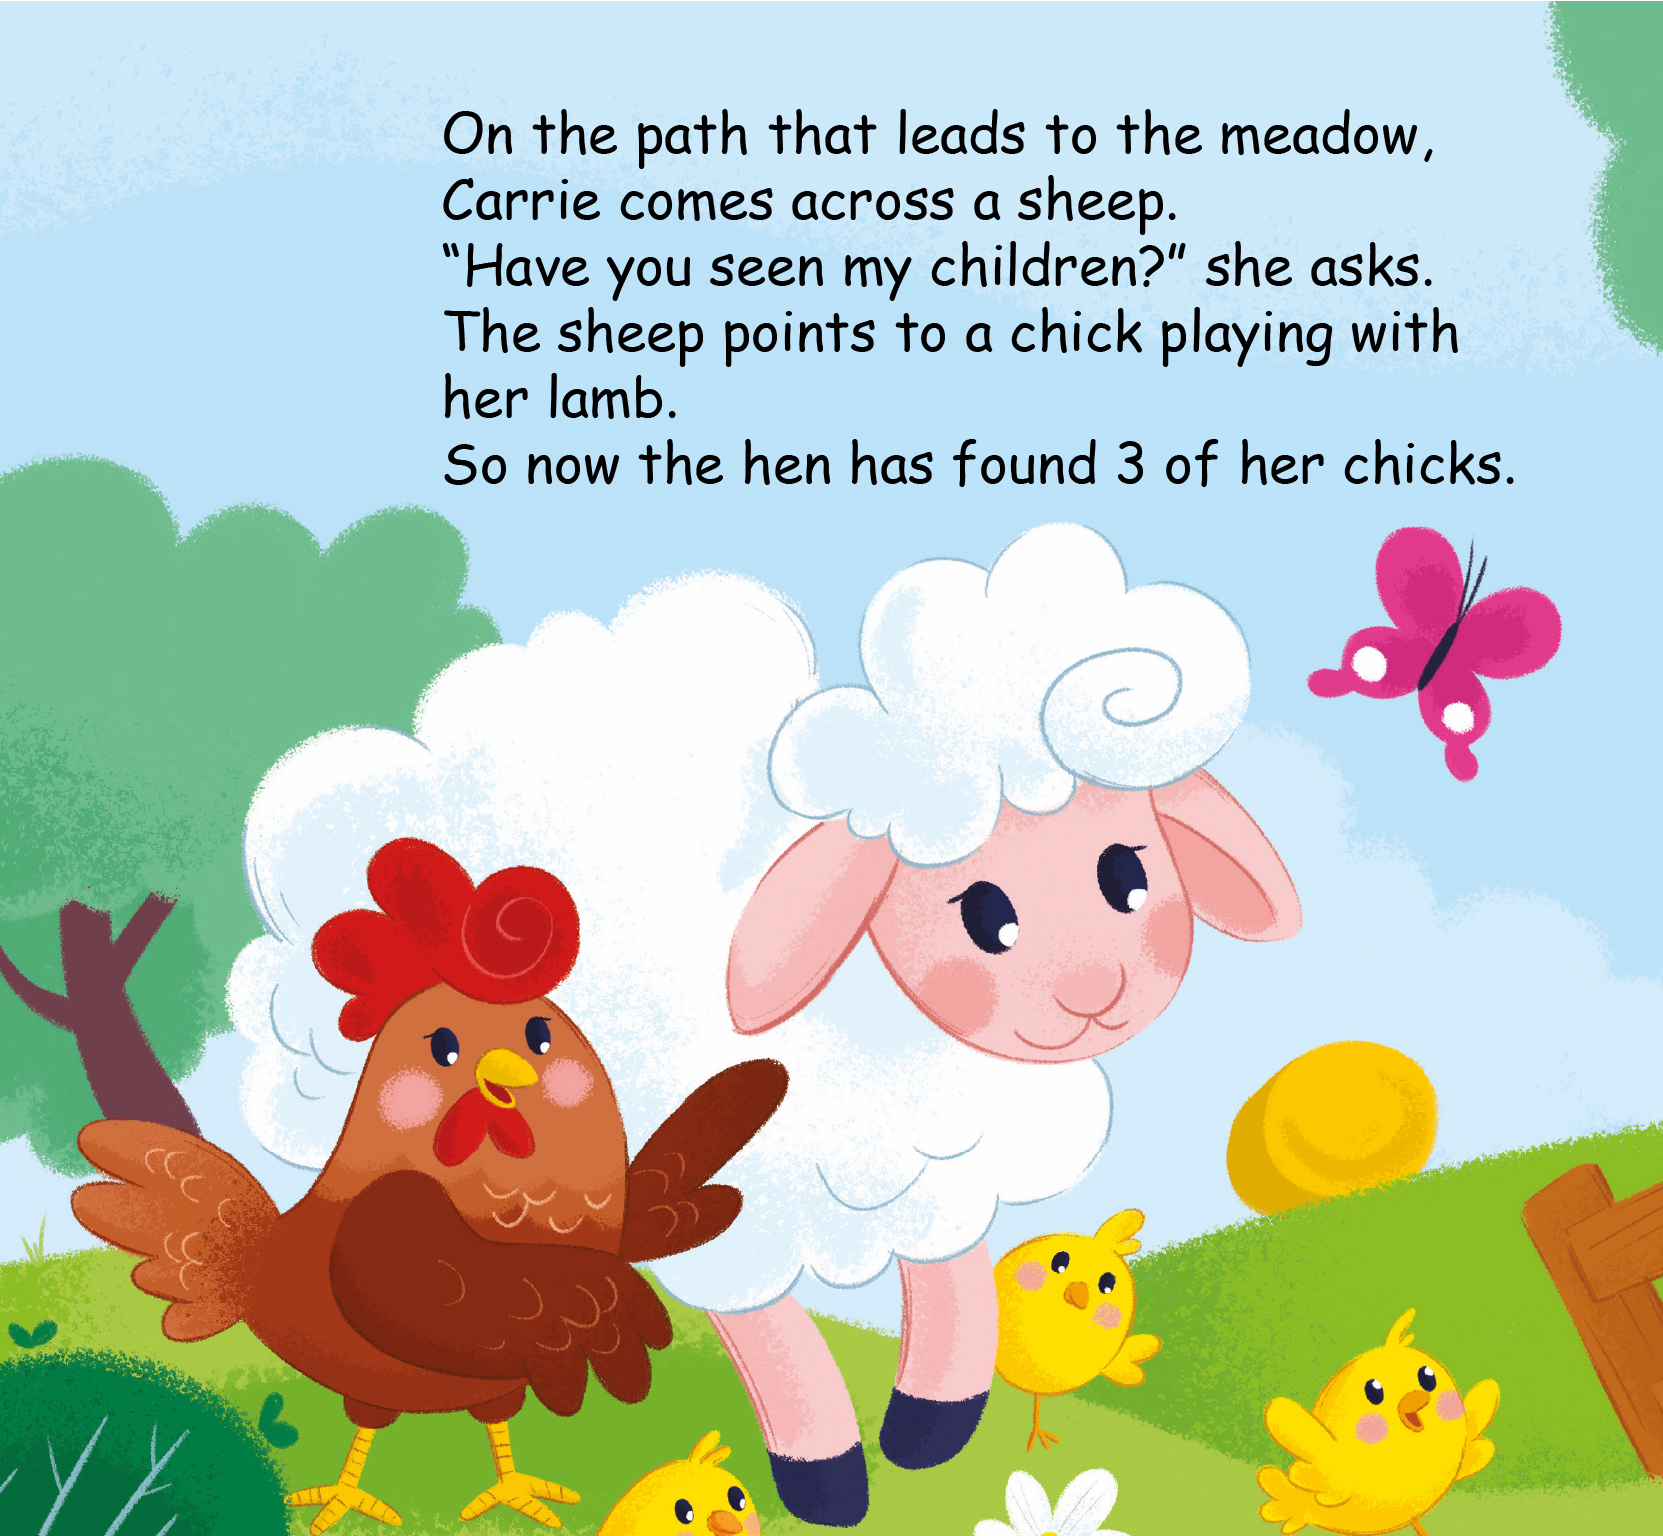 On the path that leads to the meadow,
Carrie comes across a sheep.
“Have you seen my children?” she asks.
The sheep points to a chick playing with
her lamb.
So now the hen has found 3 of her chicks.